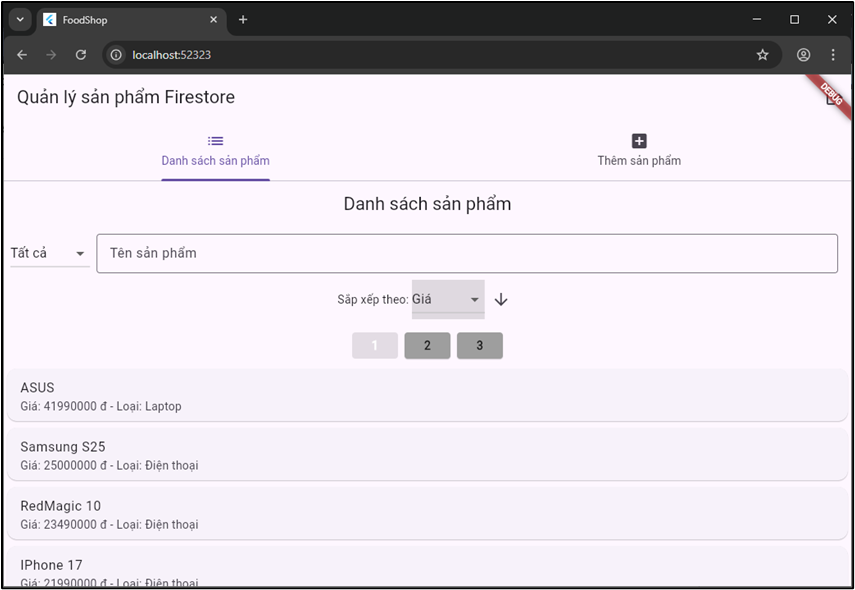 FoodShop
localhost:52323
Quản lý sản phẩm Firestore
DEBUG
Danh sách sản phẩm
Thêm sản phẩm
Danh sách sản phẩm
Tất cả
Tên sản phẩm
Sắp xếp theo: Giá
1 2 3
ASUS
Giá: 41990000 đ - Loại: Laptop
Samsung S25
Giá: 25000000 đ - Loại: Điện thoại
RedMagic 10
Giá: 23490000 đ - Loại: Điện thoại
IPhone 17
Giá: 21990000 đ - Loại: Điện thoại